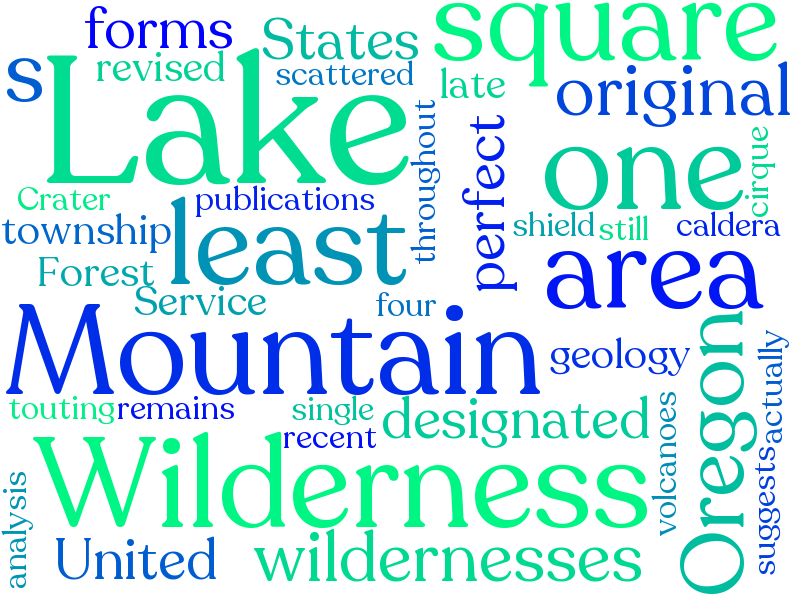 forms
States
square
s
revised
scattered
late
original
Lake
throughout
perfect
one
cirque
Crater
publications
least
township
shield
still
caldera
Forest
Service
four
area
Mountain
geology
Oregon
actually
touting
remains
single
recent
designated
volcanoes
suggests
Wilderness
analysis
United
wildernesses